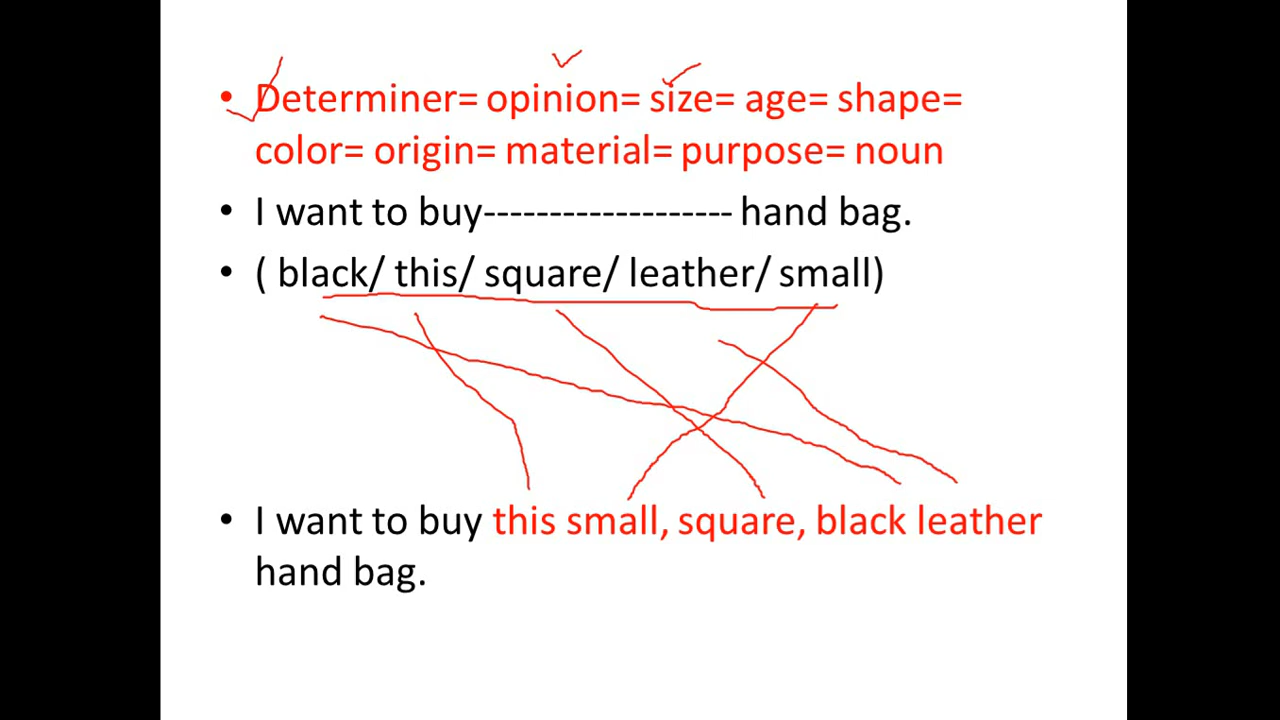 • Determiner= opinion= size= age= shape=
color= origin= material= purpose= noun
• I want to buy-------------------- hand bag.
• ( black/ this/ square/ leather/ small)
• I want to buy this small, square, black leather
hand bag.